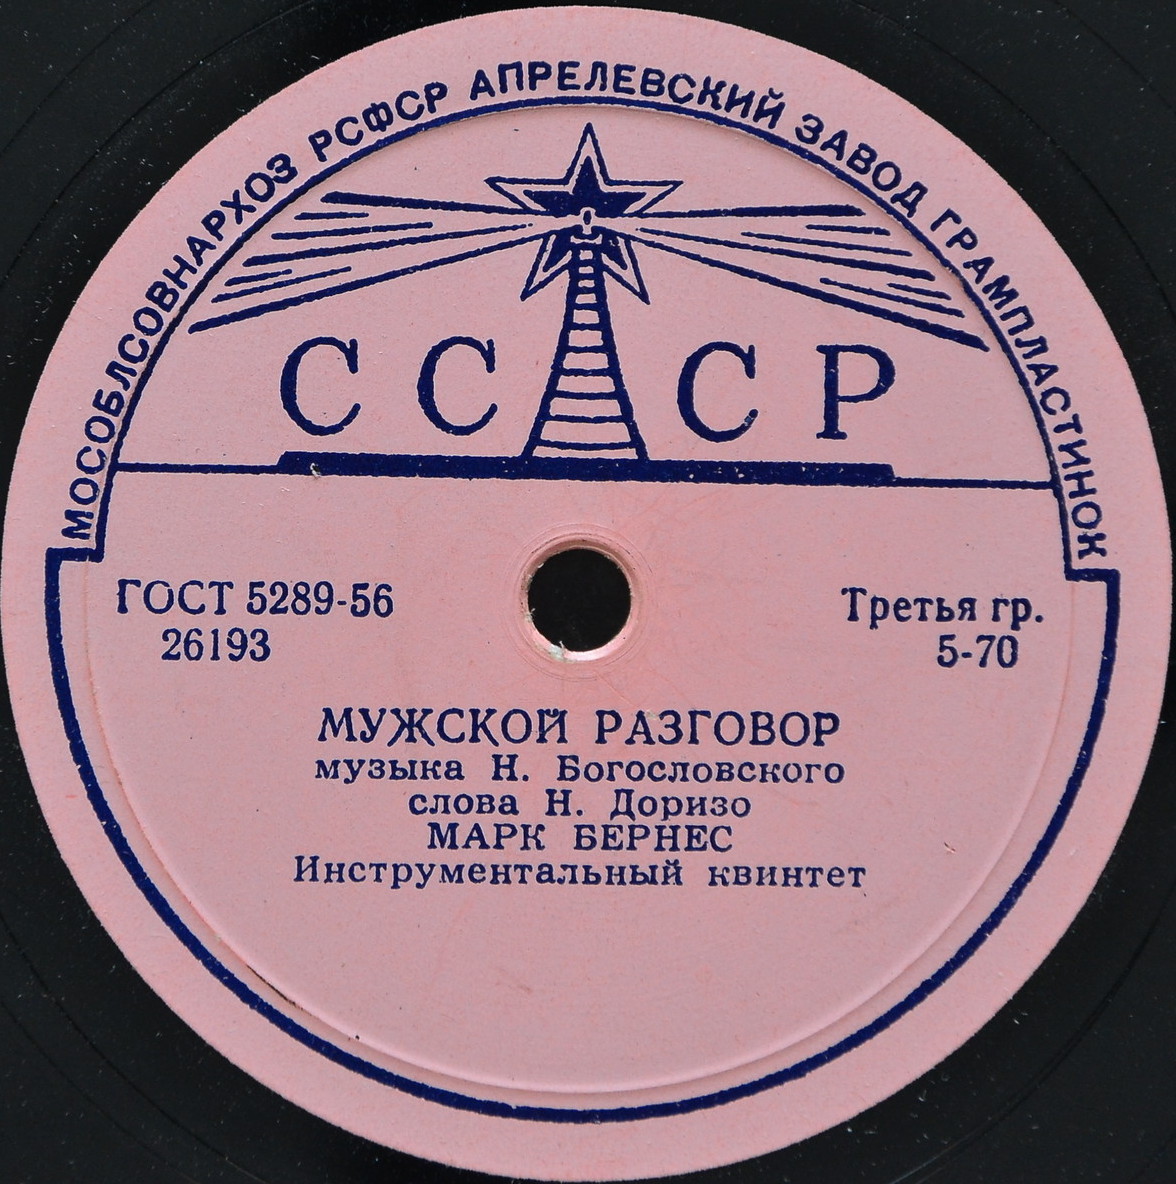 МОСОБЛСОВНАРХОЗ РСФСР АПРЕЛЕВСКИЙ ЗАВОД ГРАМПЛАСТИНОК
СССР
ГОСТ 5289-56
26193
Третья гр.
5-70
МУЖСКОЙ РАЗГОВОР
музыка Н. Богословского
слова Н. Доризо
МАРК БЕРНЕС
Инструментальный квинтет